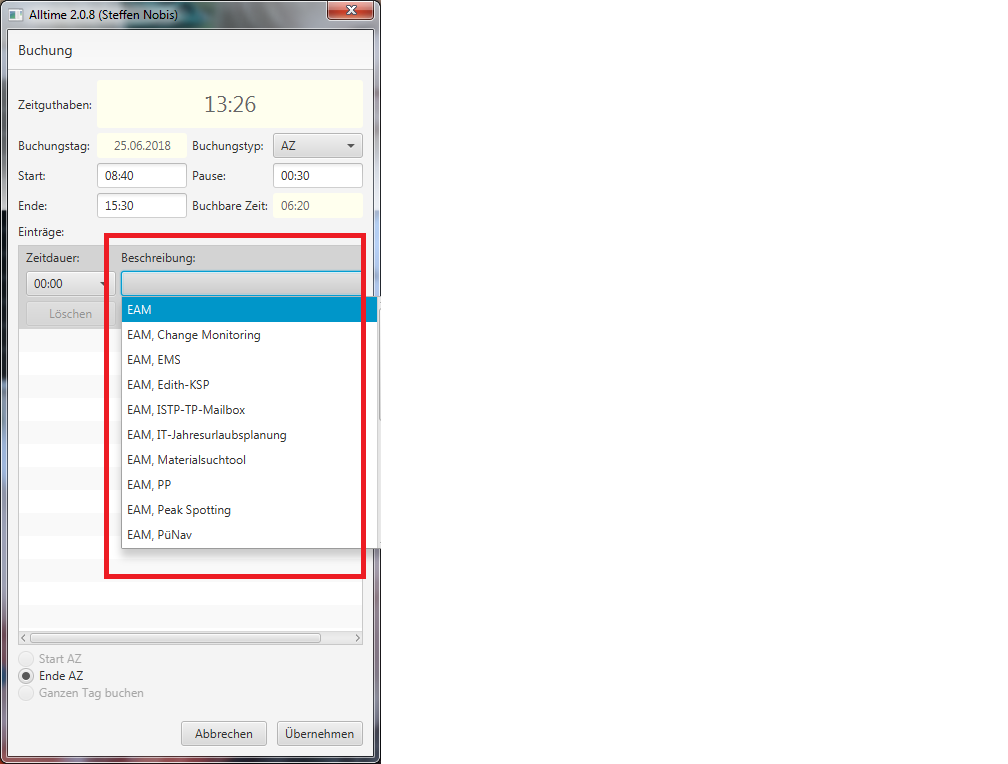 Alltime 2.0.8 (Steffen Nobis)
Buchung
Zeitguthaben: 13:26
Buchungstag: 25.06.2018 Buchungstyp: AZ
Start: 08:40 Pause: 00:30
Ende: 15:30 Buchbare Zeit: 06:20
Einträge:
Zeitdauer: Beschreibung:
00:00
Löschen
EAM
EAM, Change Monitoring
EAM, EMS
EAM, Edith-KSP
EAM, ISTP-TP-Mailbox
EAM, IT-Jahresurlaubsplanung
EAM, Materialsuchtool
EAM, PP
EAM, Peak Spotting
EAM, PüNav
Start AZ
Ende AZ
Ganzen Tag buchen
Abbrechen Übernehmen